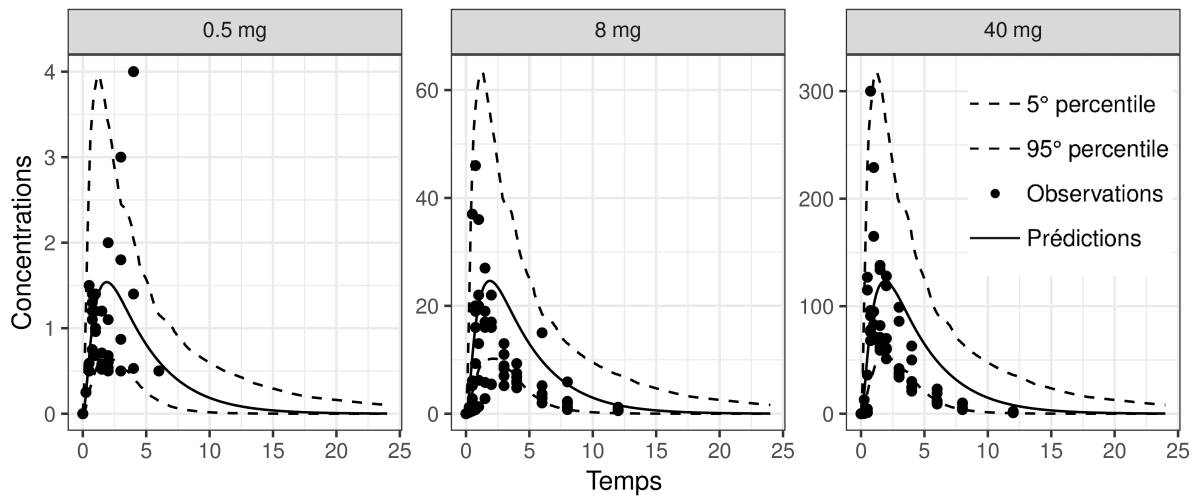 0.5 mg
8 mg
40 mg
Concentrations
4
3
2
1
0
60
40
20
0
300
200
100
0
5° percentile
95° percentile
Observations
Prédictions
0 5 10 15 20 25
0 5 10 15 20 25
0 5 10 15 20 25
Temps